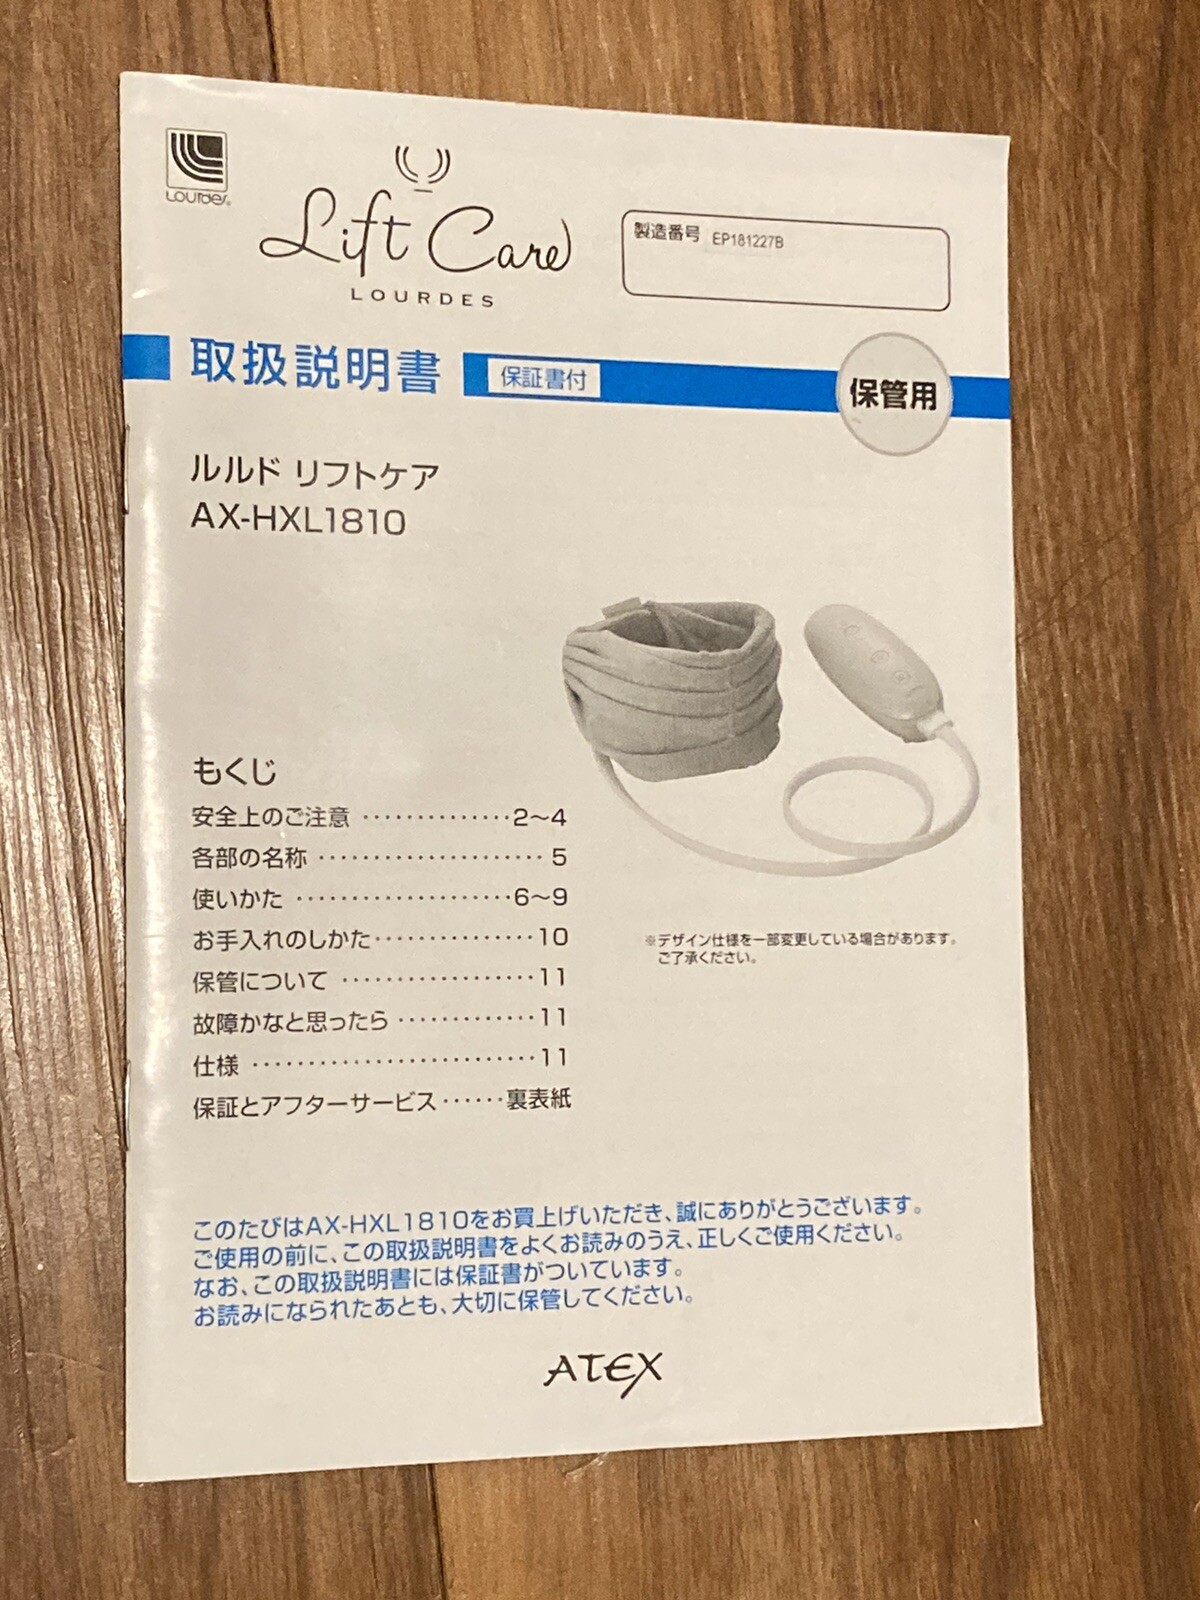 Lourdes®
Lift Care
LOURDES
製造番号 EP181227B
取扱説明書 保証書付
保管用
ルルド リフトケア
AX-HXL1810
もくじ
安全上のご注意 ··············2～4
各部の名称 ····················· 5
使いかた ····················6～9
お手入れのしかた···············10
保管について ··················11
故障かなと思ったら ·············11
仕様 ··························11
保証とアフターサービス······裏表紙
※デザイン仕様を一部変更している場合があります。
ご了承ください。
このたびはAX-HXL1810をお買上げいただき、誠にありがとうございます。
ご使用の前に、この取扱説明書をよくお読みのうえ、正しくご使用ください。
なお、この取扱説明書には保証書がついています。
お読みになられたあとも、大切に保管してください。
ATEX